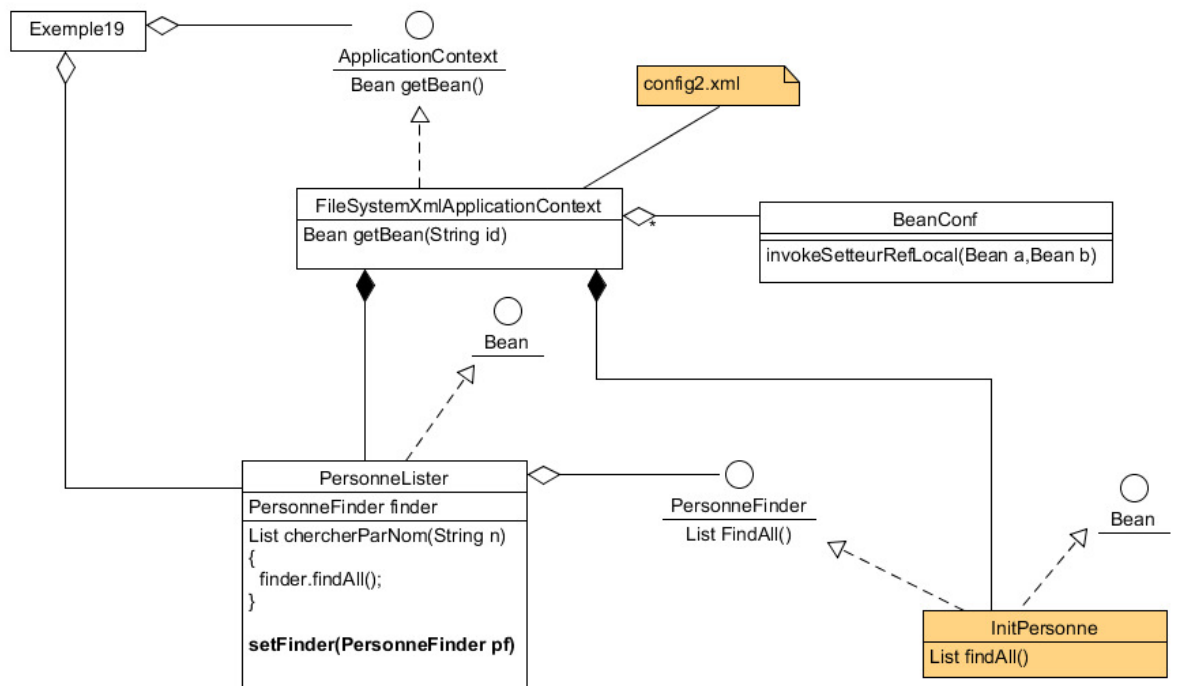 Exemple19
ApplicationContext
Bean getBean()
config2.xml
FileSystemXmlApplicationContext
Bean getBean(String id)
*
BeanConf
invokeSetteurRefLocal(Bean a,Bean b)
Bean
PersonneLister
PersonneFinder finder
List chercherParNom(String n)
{
finder.findAll();
}
setFinder(PersonneFinder pf)
PersonneFinder
List FindAll()
Bean
InitPersonne
List findAll()